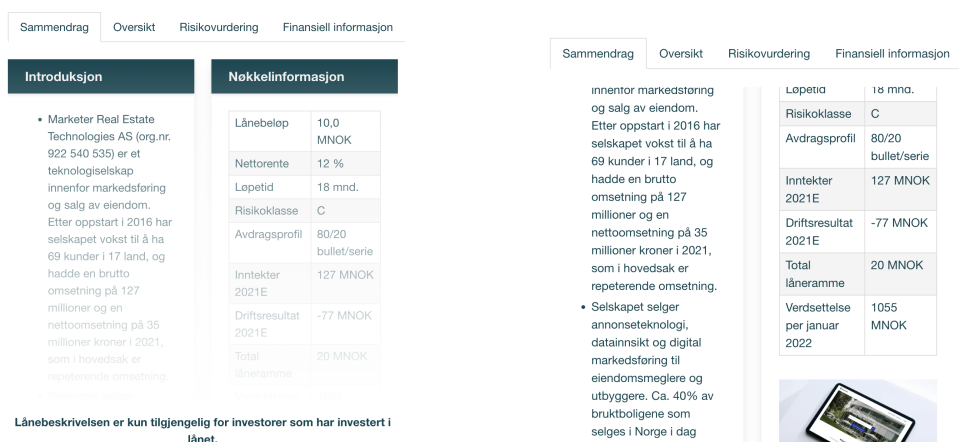 Sammendrag Oversikt Risikovurdering Finansiell informasjon
Introduksjon
• Marketer Real Estate
Technologies AS (org.nr.
922 540 535) er et
teknologiselskap
innenfor markedsføring
og salg av eiendom.
Etter oppstart i 2016 har
selskapet vokst til å ha
69 kunder i 17 land, og
hadde en brutto
omsetning på 127
millioner og en
nettoomsetning på 35
millioner kroner i 2021,
som i hovedsak er
repeterende omsetning.
Nøkkelinformasjon
Lånebeløp 10,0
MNOK
Nettorente 12 %
Løpetid 18 mnd.
Risikoklasse C
Avdragsprofil 80/20
bullet/serie
Inntekter 127 MNOK
2021E
Driftsresultat -77 MNOK
2021E
Total 20 MNOK
låneramme
Lånebeskrivelsen er kun tilgjengelig for investorer som har investert i
lånet.
Sammendrag Oversikt Risikovurdering Finansiell informasjon
innenfor markedsføring
og salg av eiendom.
Etter oppstart i 2016 har
selskapet vokst til å ha
69 kunder i 17 land, og
hadde en brutto
omsetning på 127
millioner og en
nettoomsetning på 35
millioner kroner i 2021,
som i hovedsak er
repeterende omsetning.
• Selskapet selger
annonseteknologi,
datainnsikt og digital
markedsføring til
eiendomsmeglere og
utbyggere. Ca. 40% av
bruktboligene som
selges i Norge i dag
Løpetid 18 mnd.
Risikoklasse C
Avdragsprofil 80/20
bullet/serie
Inntekter 127 MNOK
2021E
Driftsresultat -77 MNOK
2021E
Total 20 MNOK
låneramme
Verdsettelse 1055
per januar MNOK
2022